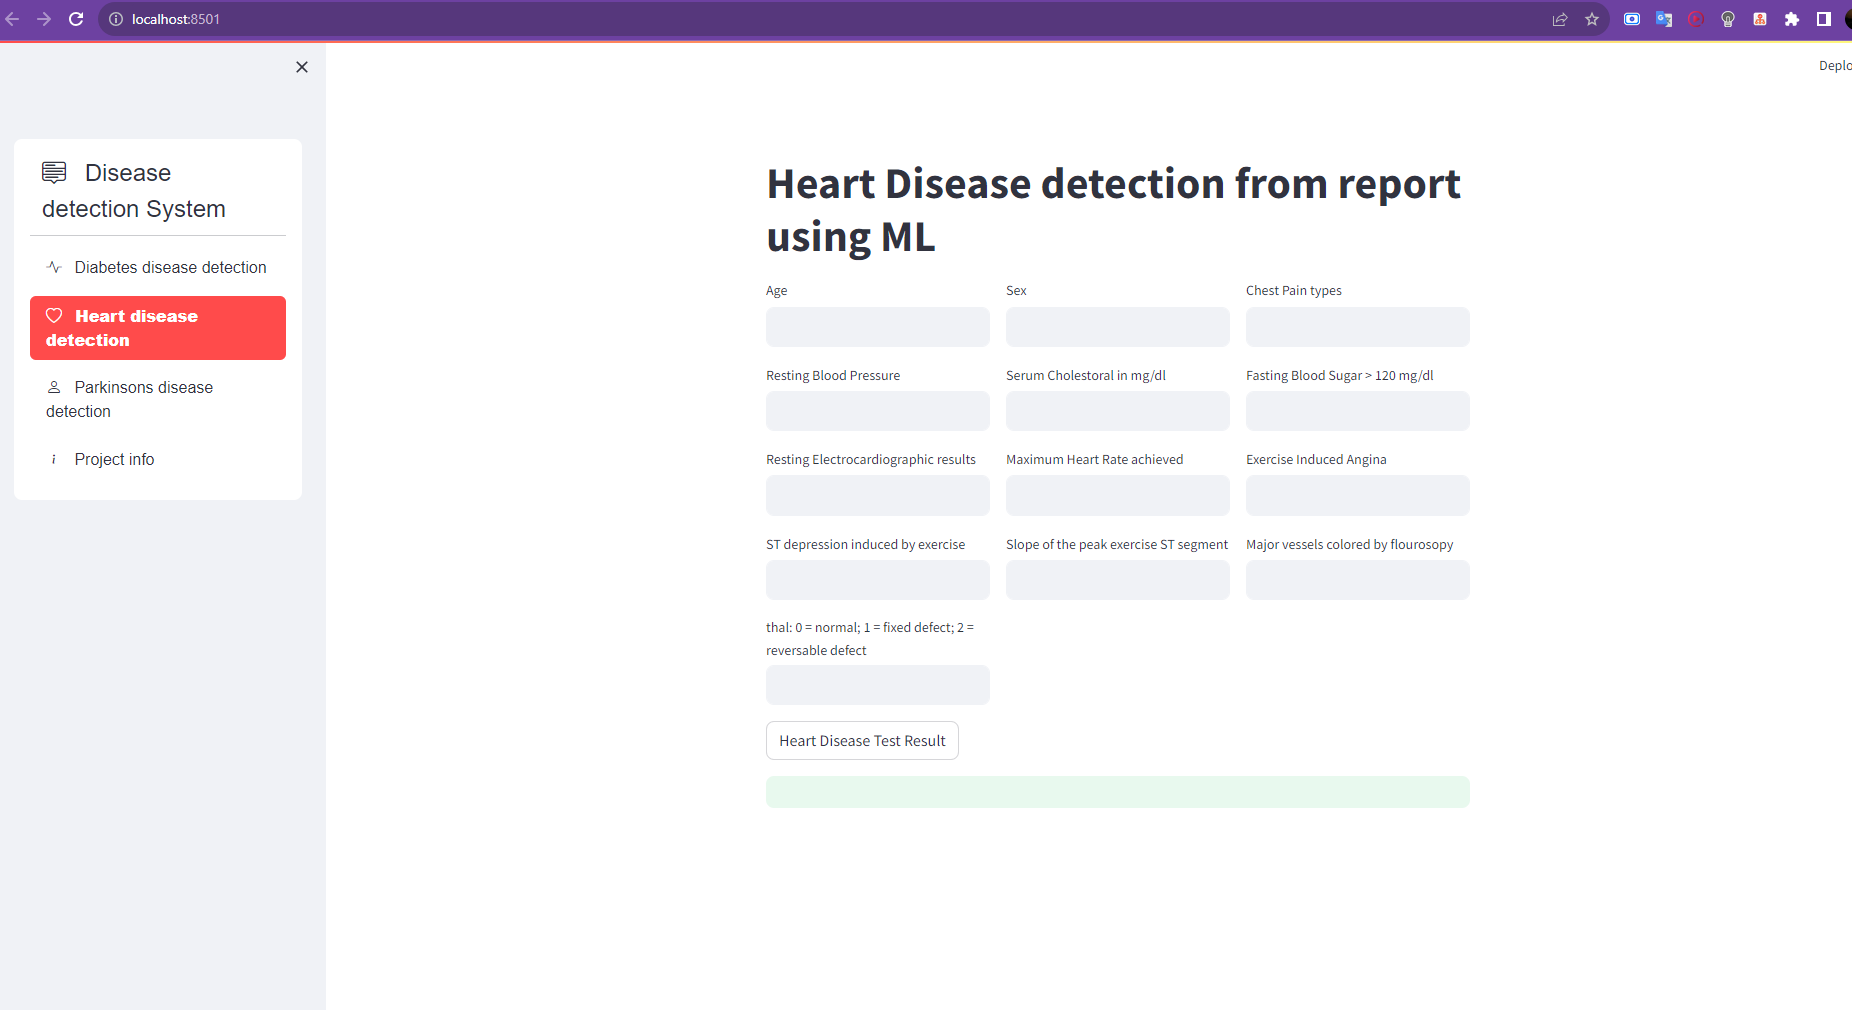 localhost:8501
Deplo
Disease
detection System
Diabetes disease detection
Heart disease
detection
Parkinsons disease
detection
Project info
Heart Disease detection from report
using ML
Age Sex Chest Pain types
Resting Blood Pressure Serum Cholestoral in mg/dl Fasting Blood Sugar > 120 mg/dl
Resting Electrocardiographic results Maximum Heart Rate achieved Exercise Induced Angina
ST depression induced by exercise Slope of the peak exercise ST segment Major vessels colored by flourosopy
thal: 0 = normal; 1 = fixed defect; 2 =
reversable defect
Heart Disease Test Result